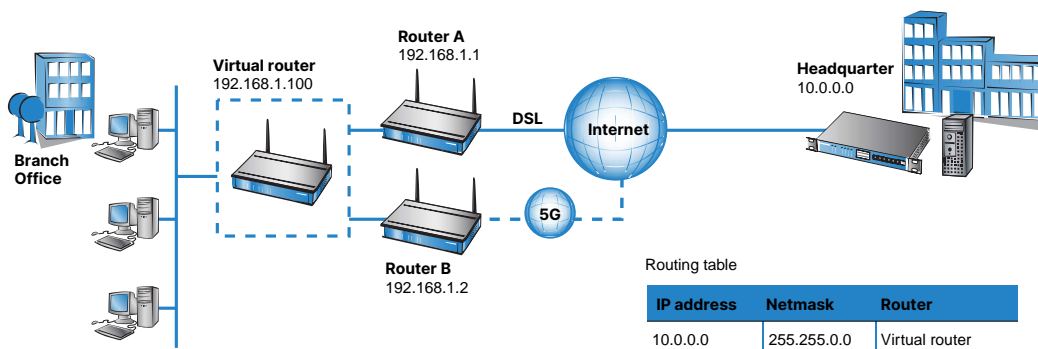 Router A
192.168.1.1
Virtual router
192.168.1.100
Headquarter
10.0.0.0
DSL
Internet
Branch
Office
5G
Router B
192.168.1.2
Routing table
IP address Netmask Router
10.0.0.0 255.255.0.0 Virtual router